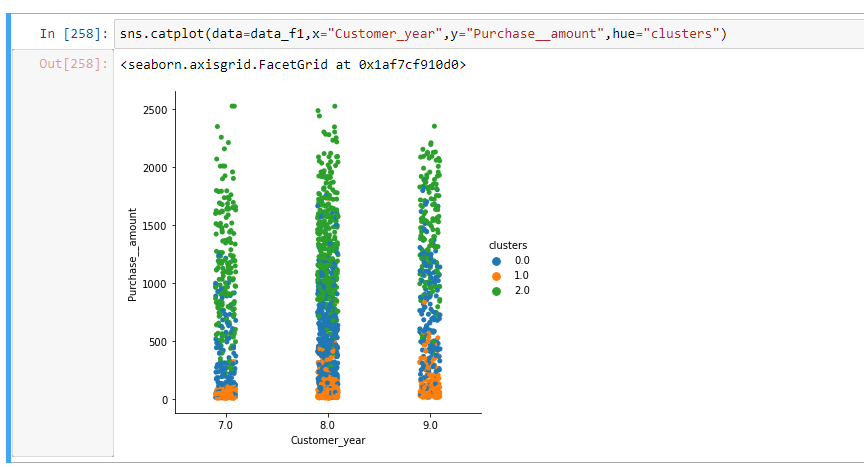 In [258]: sns.catplot(data=data_f1,x="Customer_year",y="Purchase__amount",hue="clusters")
Out[258]: <seaborn.axisgrid.FacetGrid at 0x1af7cf910d0>
2500
2000
1500
1000
500
0
Purchase__amount
7.0 8.0 9.0
Customer_year
clusters
0.0
1.0
2.0